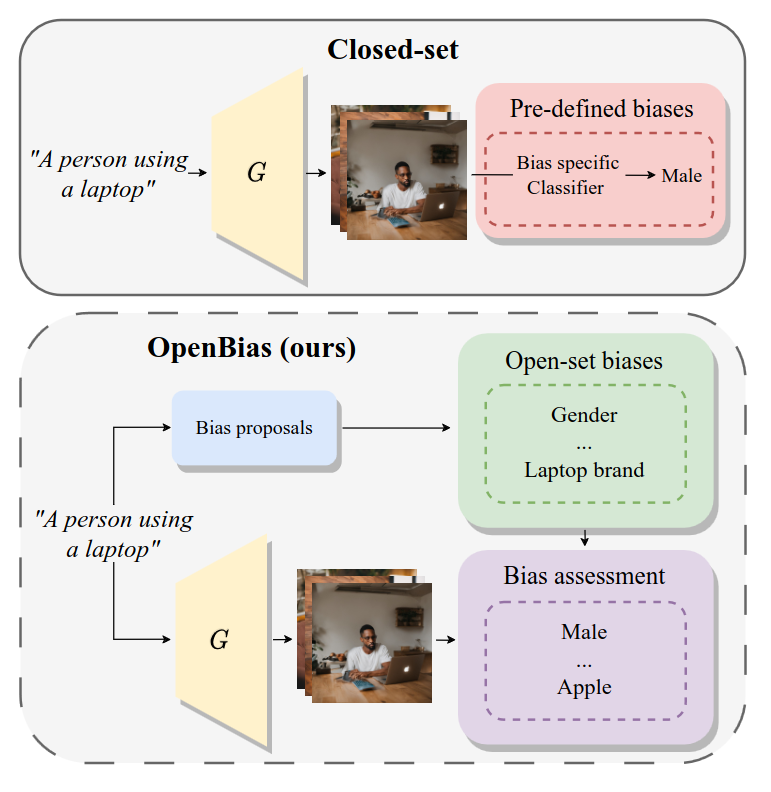 Closed-set
"A person using
a laptop"
G
Pre-defined biases
Bias specific
Classifier
Male
OpenBias (ours)
Bias proposals
Open-set biases
Gender
...
Laptop brand
"A person using
a laptop"
G
Bias assessment
Male
...
Apple